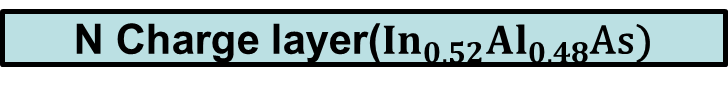 N Charge layer(In₀.₅₂Al₀.₄₈As)